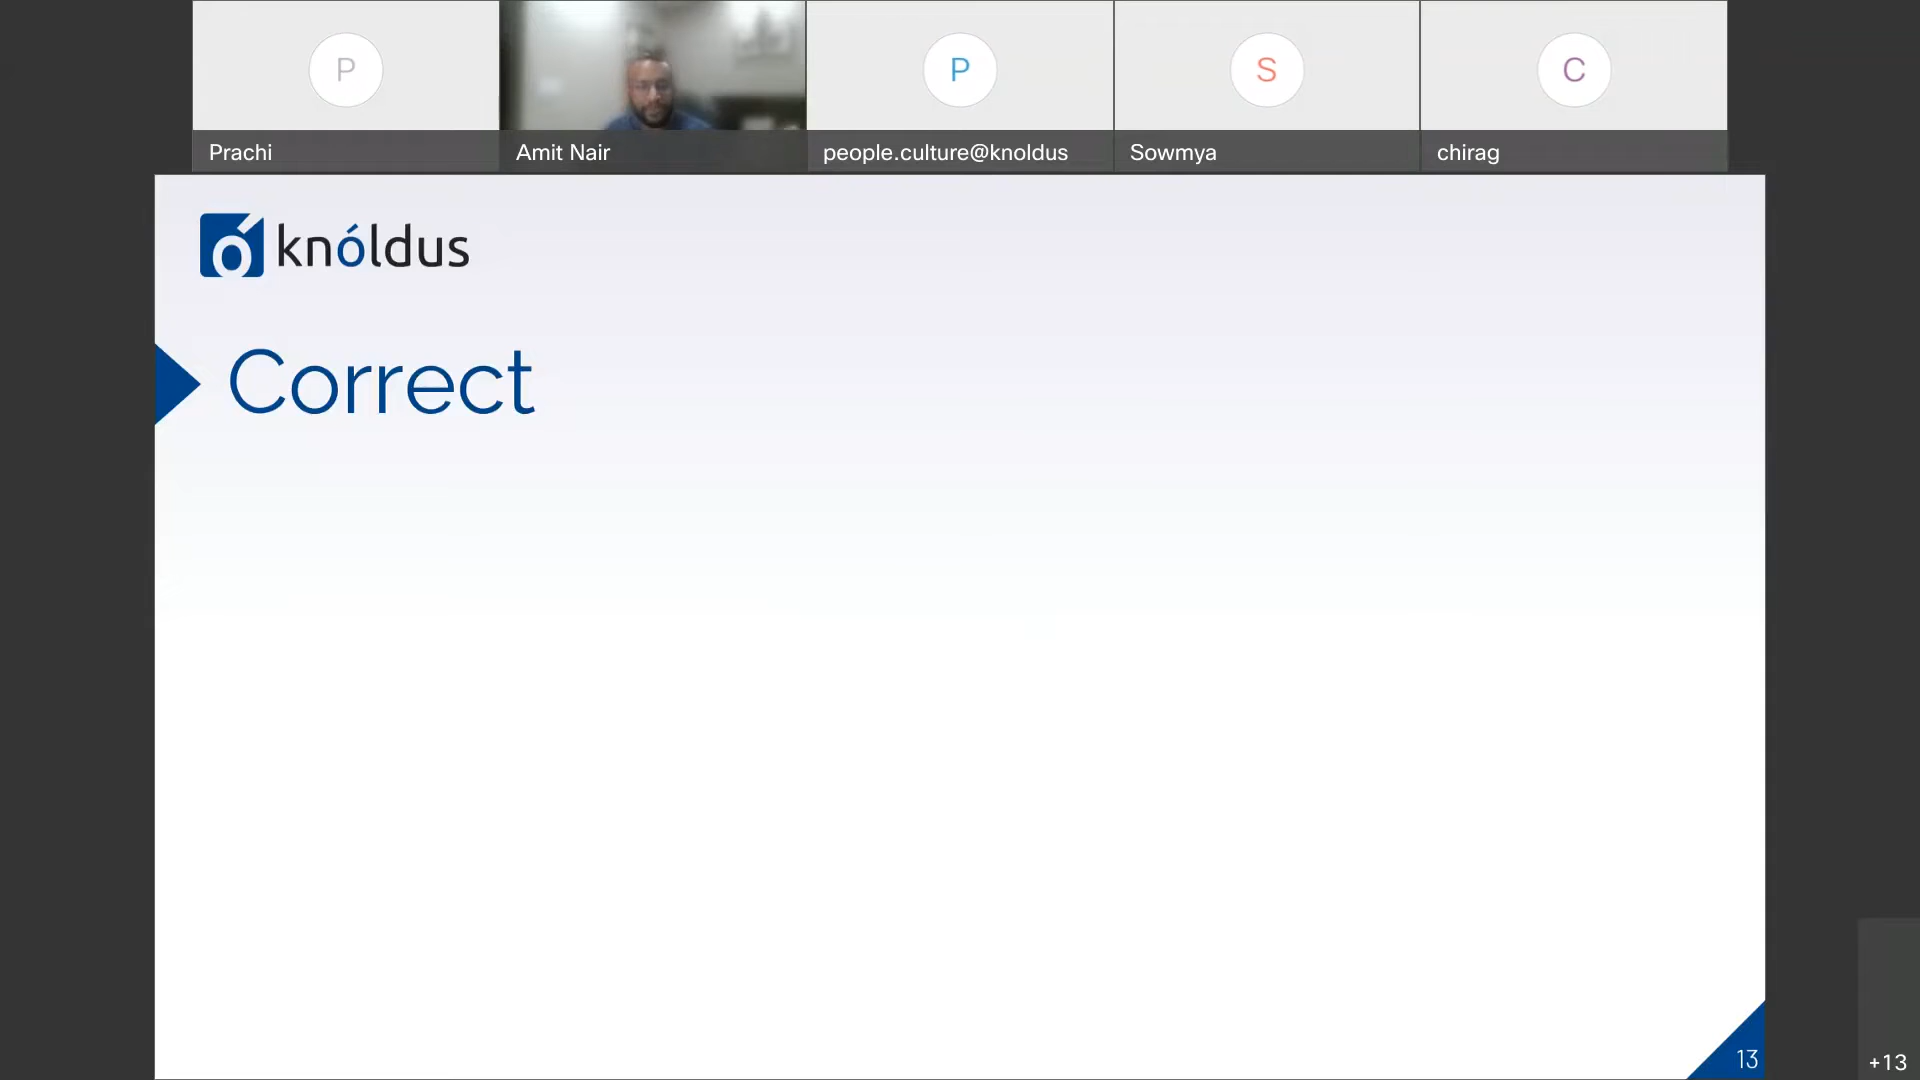 P
P
S
C
Prachi
Amit Nair
people.culture@knoldus
Sowmya
chirag
knóldus
Correct
13
+13